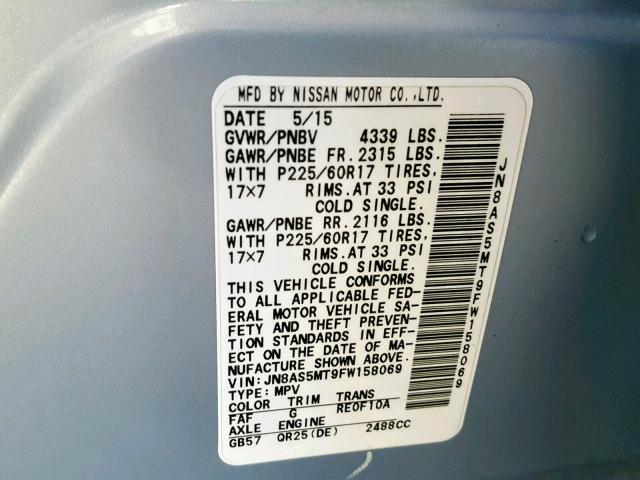 MFD BY NISSAN MOTOR CO.,LTD.
DATE 5/15
GVWR/PNBV 4339 LBS.
GAWR/PNBE FR.2315 LBS.
WITH P225/60R17 TIRES,
17×7 RIMS.AT 33 PSI
COLD SINGLE.
GAWR/PNBE RR.2116 LBS.
WITH P225/60R17 TIRES,
17×7 RIMS.AT 33 PSI
COLD SINGLE.
THIS VEHICLE CONFORMS
TO ALL APPLICABLE FED-
ERAL MOTOR VEHICLE SA-
FETY AND THEFT PREVEN-
TION STANDARDS IN EFF-
ECT ON THE DATE OF MA-
NUFACTURE SHOWN ABOVE.
VIN:JN8AS5MT9FW158069
TYPE:MPV
COLOR TRIM TRANS
FAF G RE0F10A
AXLE ENGINE
GB57 QR25(DE) 2488CC
JN8AS5MT9FW158069